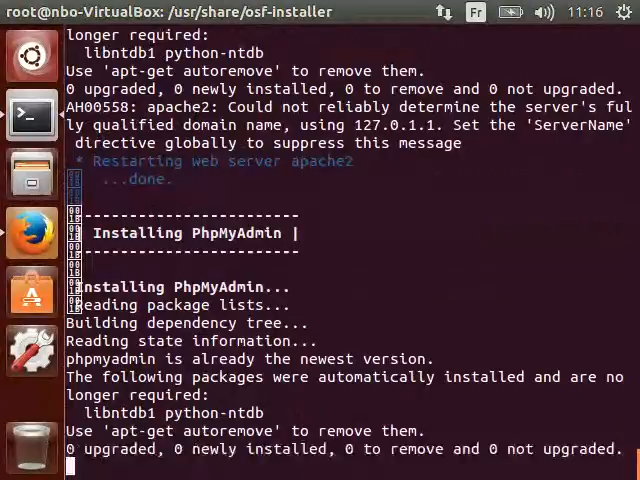 root@nbo-VirtualBox: /usr/share/osf-installer
Fr
11:16
longer required:
libntdb1 python-ntdb
Use 'apt-get autoremove' to remove them.
0 upgraded, 0 newly installed, 0 to remove and 0 not upgraded.
AH00558: apache2: Could not reliably determine the server's ful
ly qualified domain name, using 127.0.1.1. Set the 'ServerName'
directive globally to suppress this message
* Restarting web server apache2
...done.
-----------------------
Installing PhpMyAdmin |
-----------------------
Installing PhpMyAdmin...
Reading package lists...
Building dependency tree...
Reading state information...
phpmyadmin is already the newest version.
The following packages were automatically installed and are no
longer required:
libntdb1 python-ntdb
Use 'apt-get autoremove' to remove them.
0 upgraded, 0 newly installed, 0 to remove and 0 not upgraded.